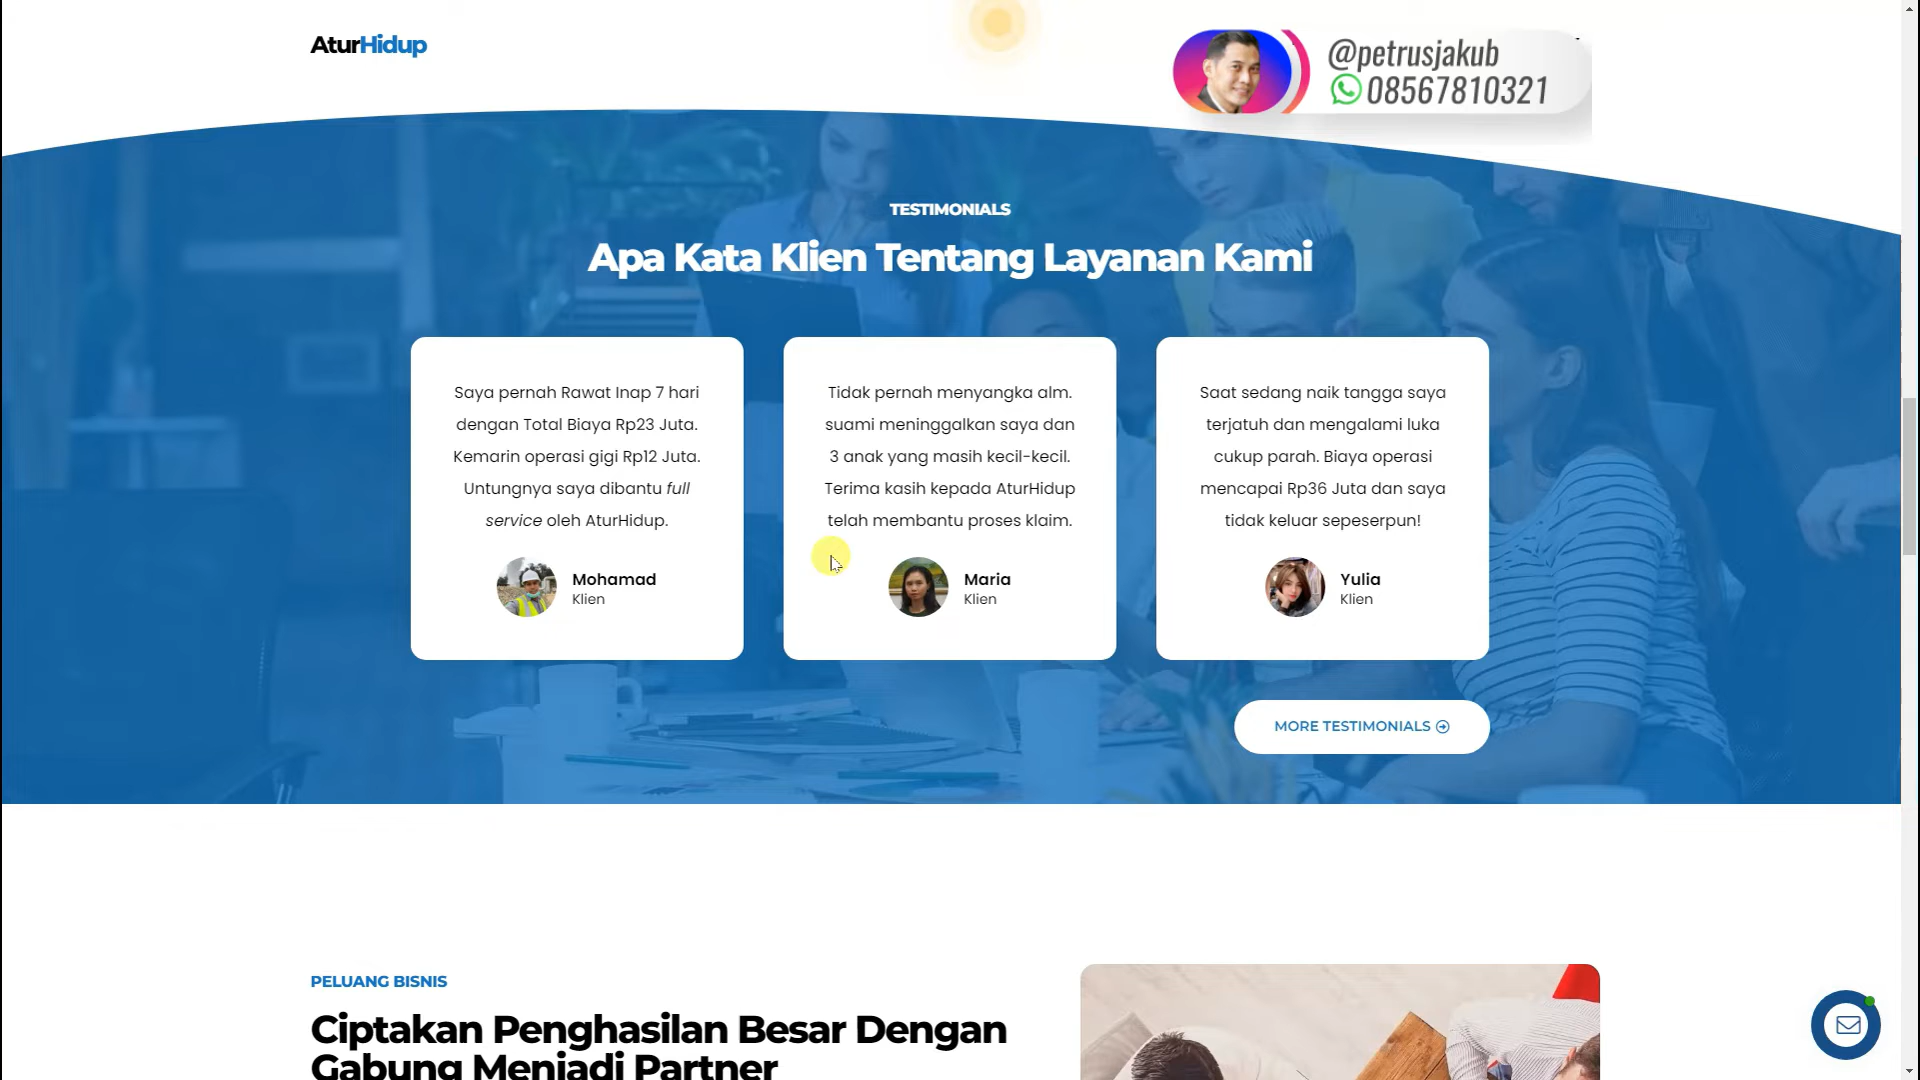 AturHidup
@petrusjakub
08567810321
TESTIMONIALS
Apa Kata Klien Tentang Layanan Kami
Saya pernah Rawat Inap 7 hari
dengan Total Biaya Rp23 Juta.
Kemarin operasi gigi Rp12 Juta.
Untungnya saya dibantu full
service oleh AturHidup.
Mohamad
Klien
Tidak pernah menyangka alm.
suami meninggalkan saya dan
3 anak yang masih kecil-kecil.
Terima kasih kepada AturHidup
telah membantu proses klaim.
Maria
Klien
Saat sedang naik tangga saya
terjatuh dan mengalami luka
cukup parah. Biaya operasi
mencapai Rp36 Juta dan saya
tidak keluar sepeserpun!
Yulia
Klien
MORE TESTIMONIALS
PELUANG BISNIS
Ciptakan Penghasilan Besar Dengan
Gabung Menjadi Partner